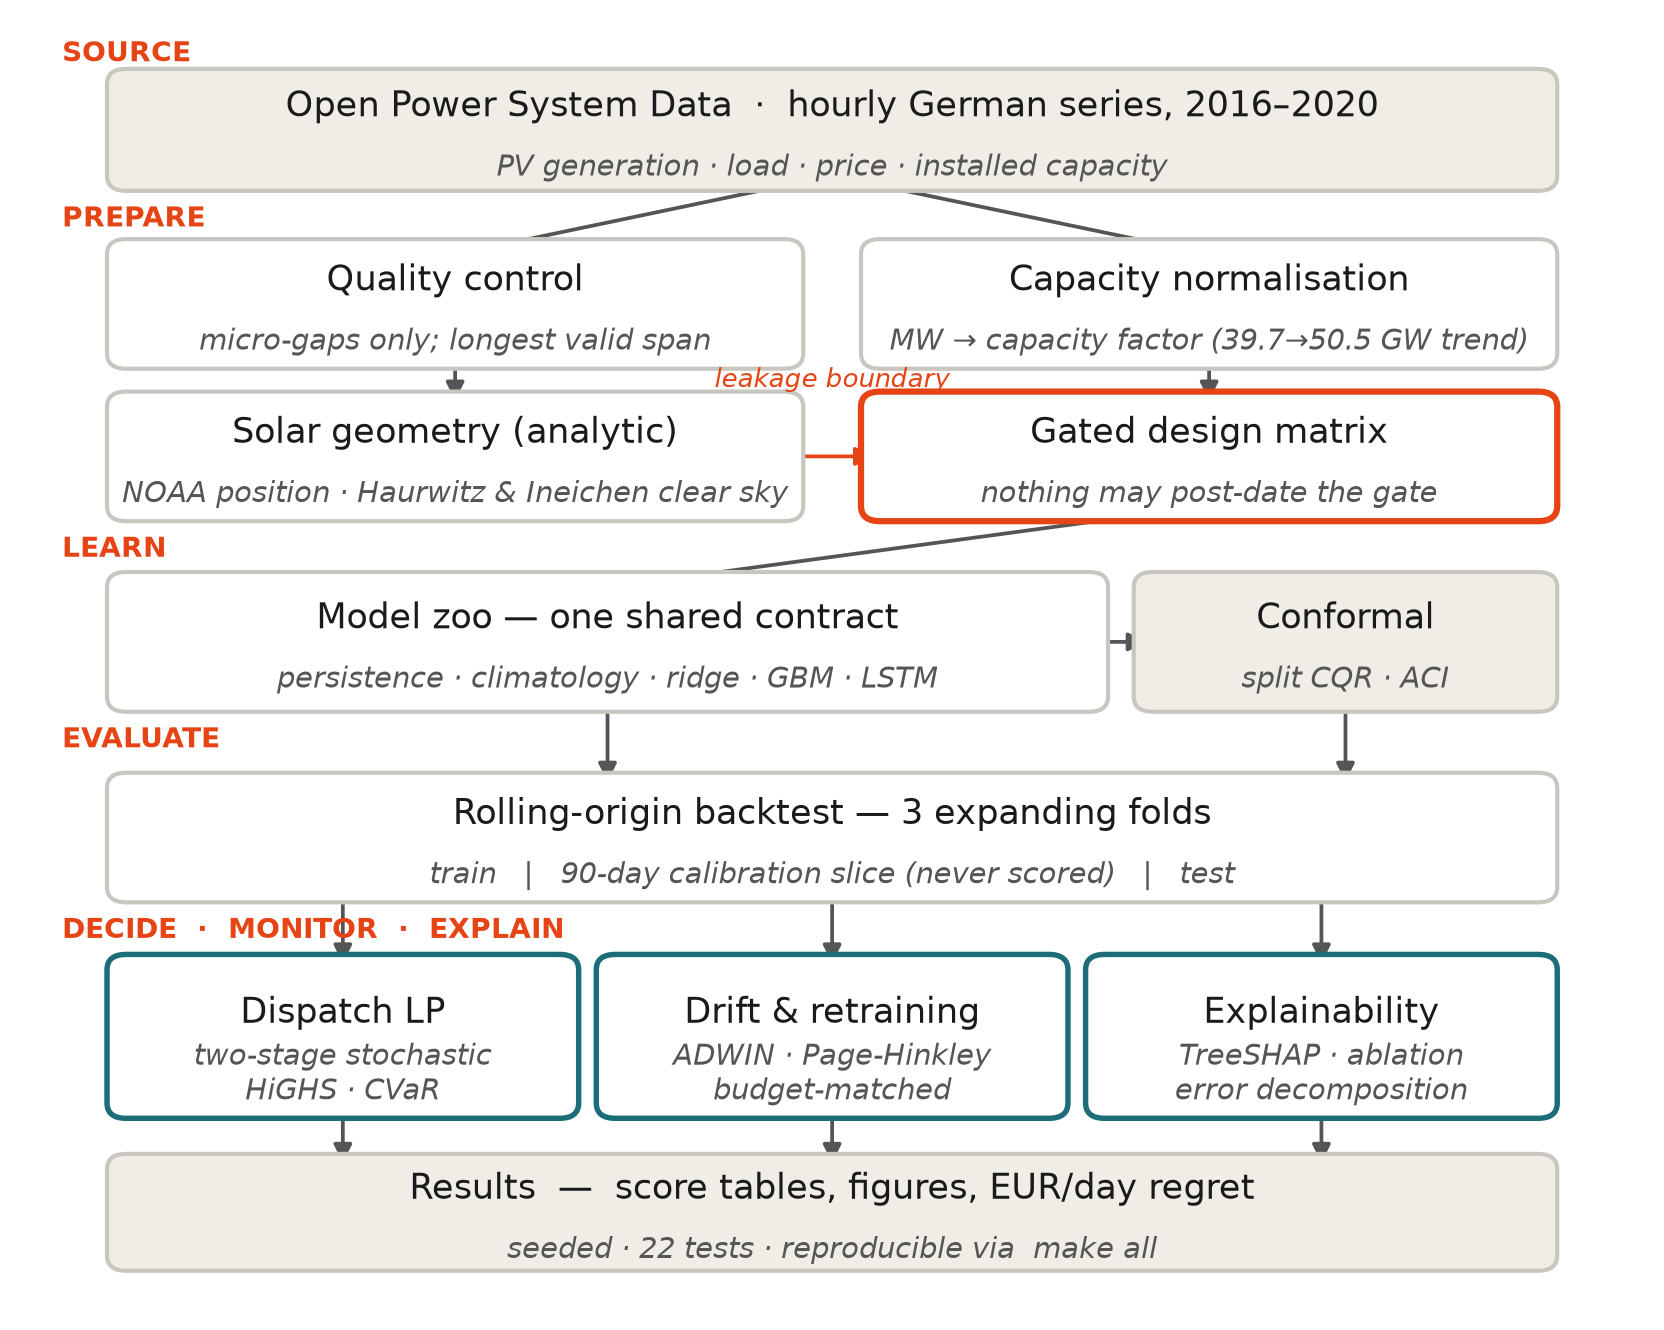 SOURCE
Open Power System Data · hourly German series, 2016–2020
PV generation · load · price · installed capacity
PREPARE
Quality control
micro-gaps only; longest valid span
Capacity normalisation
MW → capacity factor (39.7→50.5 GW trend)
leakage boundary
Solar geometry (analytic)
NOAA position · Haurwitz & Ineichen clear sky
Gated design matrix
nothing may post-date the gate
LEARN
Model zoo — one shared contract
persistence · climatology · ridge · GBM · LSTM
Conformal
split CQR · ACI
EVALUATE
Rolling-origin backtest — 3 expanding folds
train | 90-day calibration slice (never scored) | test
DECIDE · MONITOR · EXPLAIN
Dispatch LP
two-stage stochastic
HiGHS · CVaR
Drift & retraining
ADWIN · Page-Hinkley
budget-matched
Explainability
TreeSHAP · ablation
error decomposition
Results — score tables, figures, EUR/day regret
seeded · 22 tests · reproducible via make all